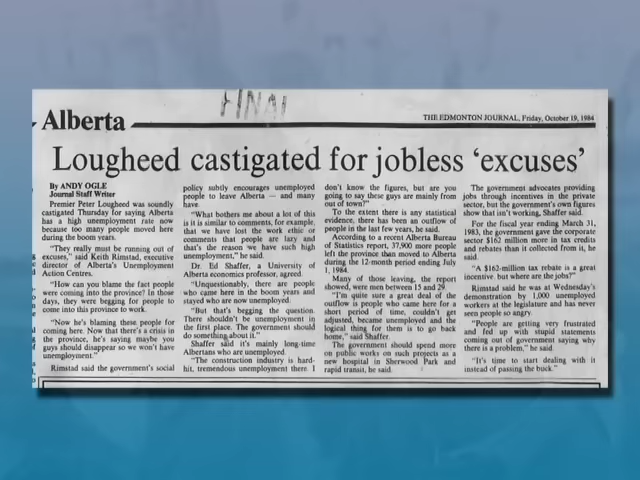 FINAL
Alberta
THE EDMONTON JOURNAL, Friday, October 19, 1984
Lougheed castigated for jobless 'excuses'
By ANDY OGLE
Journal Staff Writer
Premier Peter Lougheed was soundly
castigated Thursday for saying Alberta
has a high unemployment rate now
because too many people moved here
during the boom years.
"They really must be running out of
excuses," said Keith Rimstad, executive
director of Alberta's Unemployment
Action Centres.
"How can you blame the fact people
were coming into the province? In those
days, they were begging for people to
come into this province to work.
"Now he's blaming these people for
coming here. Now that there's a crisis in
the province, he's saying maybe you
guys should disappear so we won't have
unemployment."
Rimstad said the government's social
policy subtly encourages unemployed
people to leave Alberta — and many
have.
"What bothers me about a lot of this
is it is similar to comments, for example,
that we have lost the work ethic or
comments that people are lazy and
that's the reason we have such high
unemployment," he said.
Dr. Ed Shaffer, a University of
Alberta economics professor, agreed.
"Unquestionably, there are people
who came here in the boom years and
stayed who are now unemployed.
"But that's begging the question.
There shouldn't be unemployment in
the first place. The government should
do something about it."
Shaffer said it's mainly long-time
Albertans who are unemployed.
"The construction industry is hard-
hit, tremendous unemployment there I
don't know the figures, but are you
going to say these guys are mainly from
out of town?"
To the extent there is any statistical
evidence, there has been an outflow of
people in the last few years, he said.
According to a recent Alberta Bureau
of Statistics report, 37,900 more people
left the province than moved to Alberta
during the 12-month period ending July
1, 1984.
Many of those leaving, the report
showed, were men between 15 and 29.
"I'm quite sure a great deal of the
outflow is people who came here for a
short period of time, couldn't get
adjusted, became unemployed and the
logical thing for them is to go back
home," said Shaffer.
The government should spend more
on public works on such projects as a
new hospital in Sherwood Park and
rapid transit, he said.
The government advocates providing
jobs through incentives in the private
sector, but the government's own figures
show that isn't working, Shaffer said.
For the fiscal year ending March 31,
1983, the government gave the corporate
sector $162 million more in tax credits
and rebates than it collected from it, he
said.
"A $162-million tax rebate is a great
incentive, but where are the jobs?"
Rimstad said he was at Wednesday's
demonstration by 1,000 unemployed
workers at the legislature and has never
seen people so angry.
"People are getting very frustrated
and fed up with stupid statements
coming out of government saying why
there is a problem," he said.
"It's time to start dealing with it
instead of passing the buck."